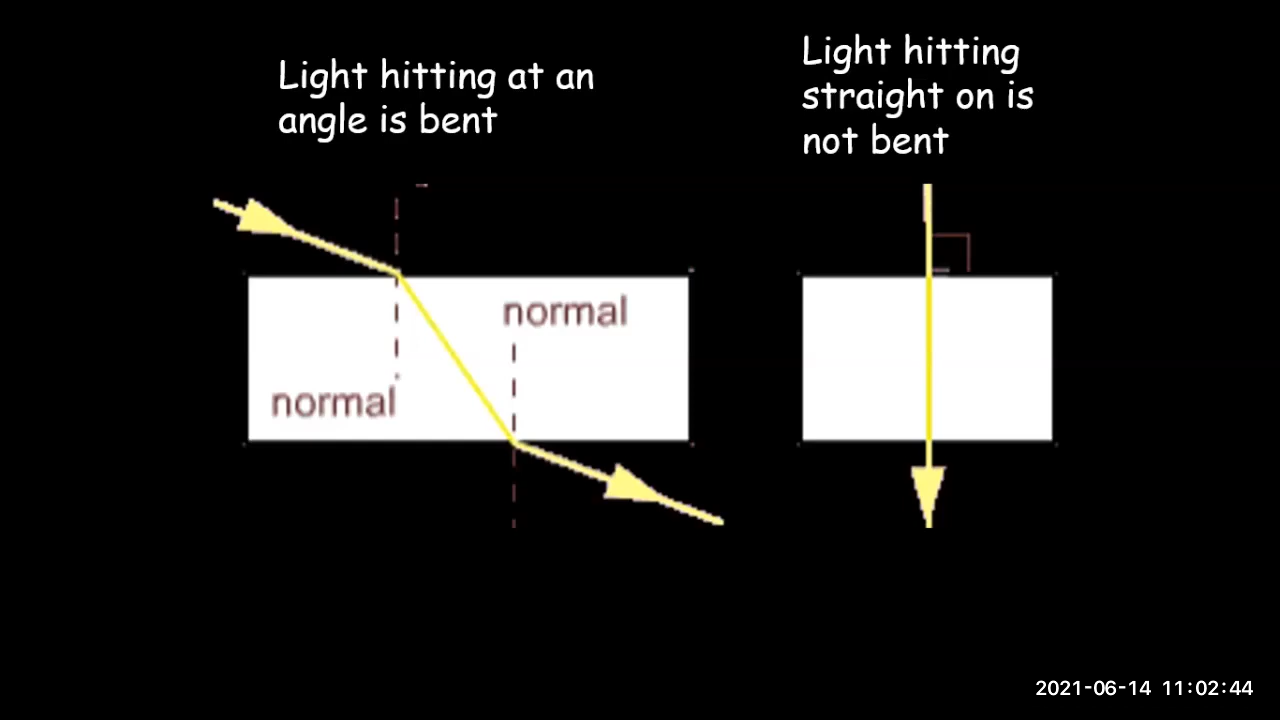 Light hitting at an
angle is bent
Light hitting
straight on is
not bent
normal
normal
2021-06-14 11:02:44